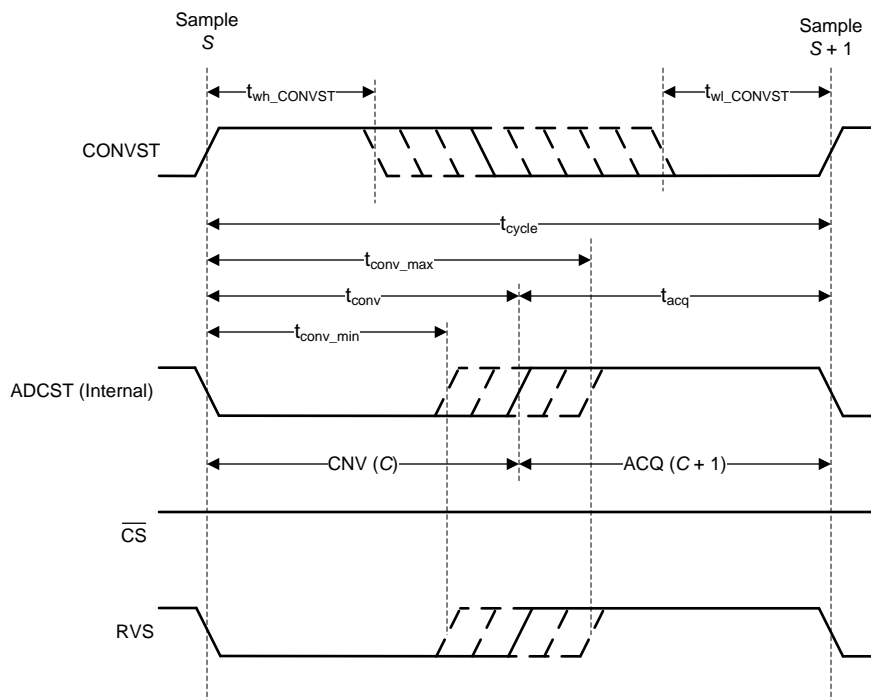 Sample
S
Sample
S + 1
twh_CONVST
twl_CONVST
CONVST
tcycle
tconv_max
tconv
tacq
tconv_min
ADCST (Internal)
CNV (C)
ACQ (C + 1)
CS
RVS